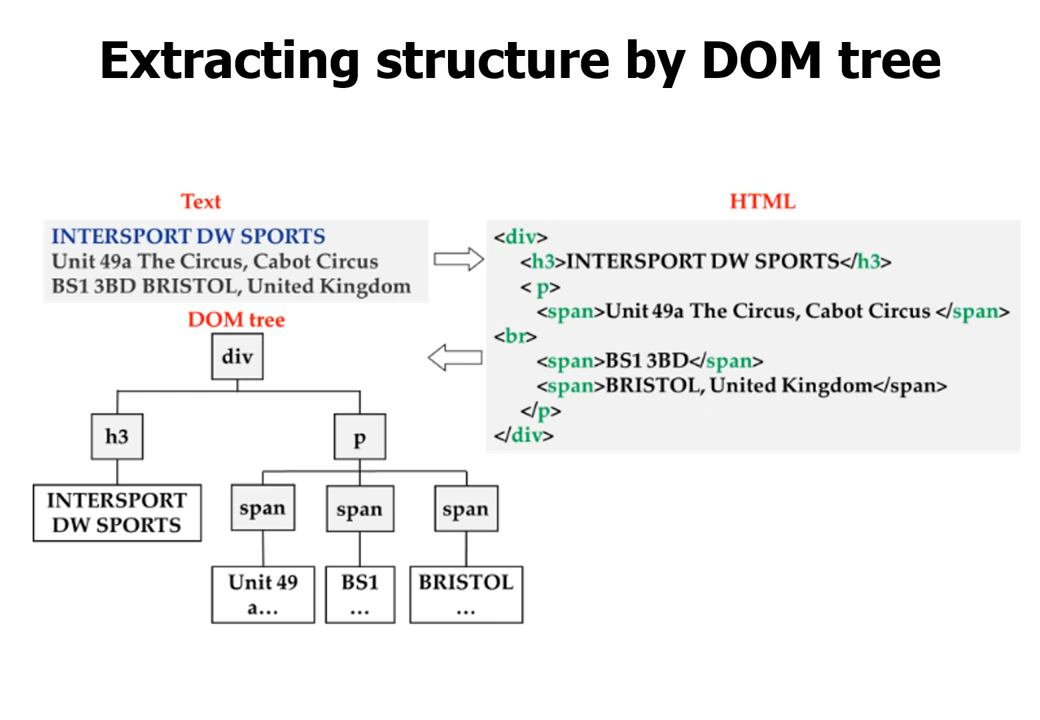 Extracting structure by DOM tree
Text
INTERSPORT DW SPORTS
Unit 49a The Circus, Cabot Circus
BS1 3BD BRISTOL, United Kingdom
HTML
<div>
<h3>INTERSPORT DW SPORTS</h3>
< p>
<span>Unit 49a The Circus, Cabot Circus </span>
<br>
<span>BS1 3BD</span>
<span>BRISTOL, United Kingdom</span>
</p>
</div>
DOM tree
div
h3
p
INTERSPORT
DW SPORTS
span
span
span
Unit 49
a…
BS1
…
BRISTOL
…